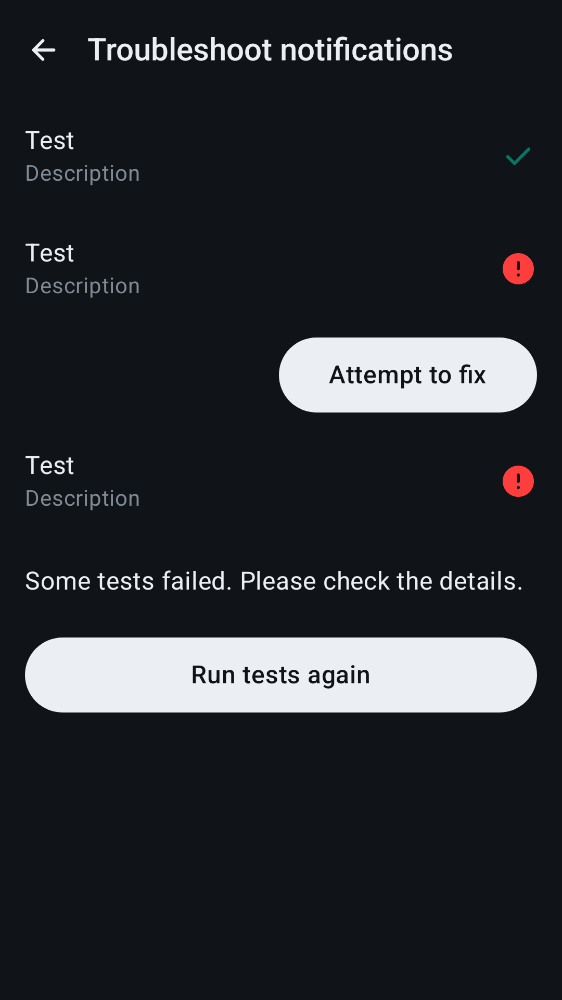 Troubleshoot notifications
Test
Description
Test
Description
Attempt to fix
Test
Description
Some tests failed. Please check the details.
Run tests again